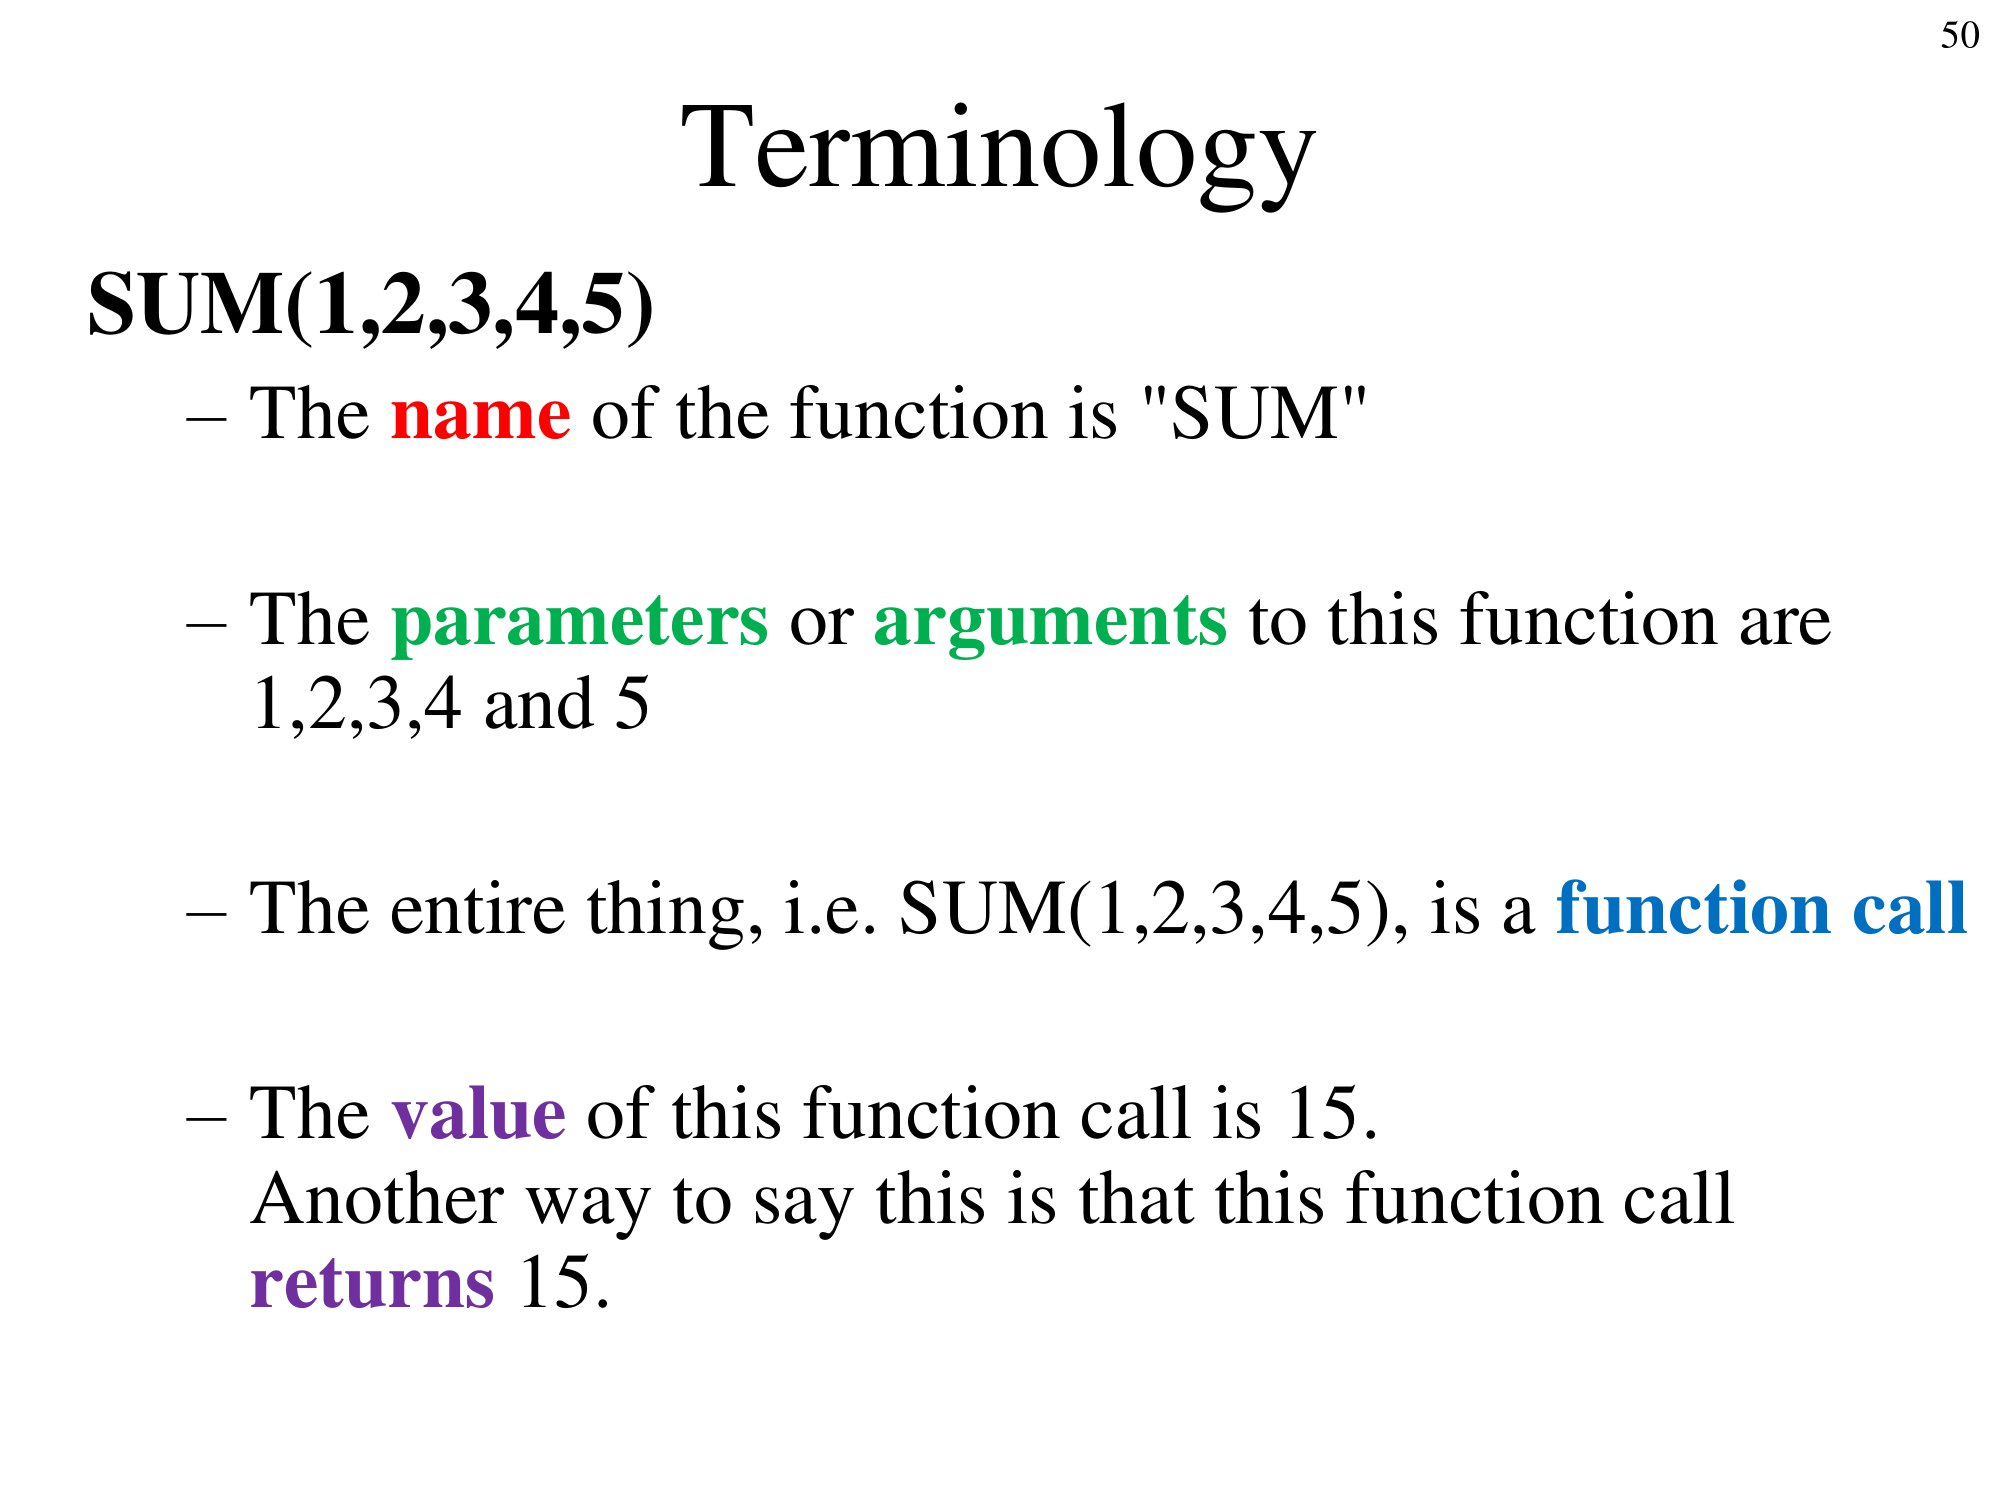 50
Terminology
SUM(1,2,3,4,5)
– The name of the function is "SUM"
– The parameters or arguments to this function are
1,2,3,4 and 5
– The entire thing, i.e. SUM(1,2,3,4,5), is a function call
– The value of this function call is 15.
Another way to say this is that this function call
returns 15.